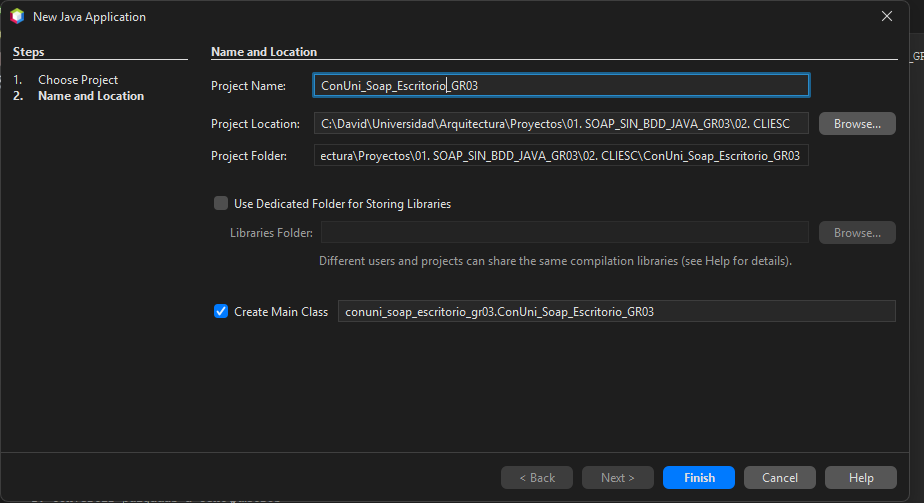 New Java Application
Steps
1. Choose Project
2. Name and Location
Name and Location
Project Name: ConUni_Soap_Escritorio_GR03
Project Location: C:\David\Universidad\Arquitectura\Proyectos\01. SOAP_SIN_BDD_JAVA_GR03\02. CLIESC Browse...
Project Folder: ectura\Proyectos\01. SOAP_SIN_BDD_JAVA_GR03\02. CLIESC\ConUni_Soap_Escritorio_GR03
Use Dedicated Folder for Storing Libraries
Libraries Folder: Browse...
Different users and projects can share the same compilation libraries (see Help for details).
Create Main Class conuni_soap_escritorio_gr03.ConUni_Soap_Escritorio_GR03
< Back Next > Finish Cancel Help